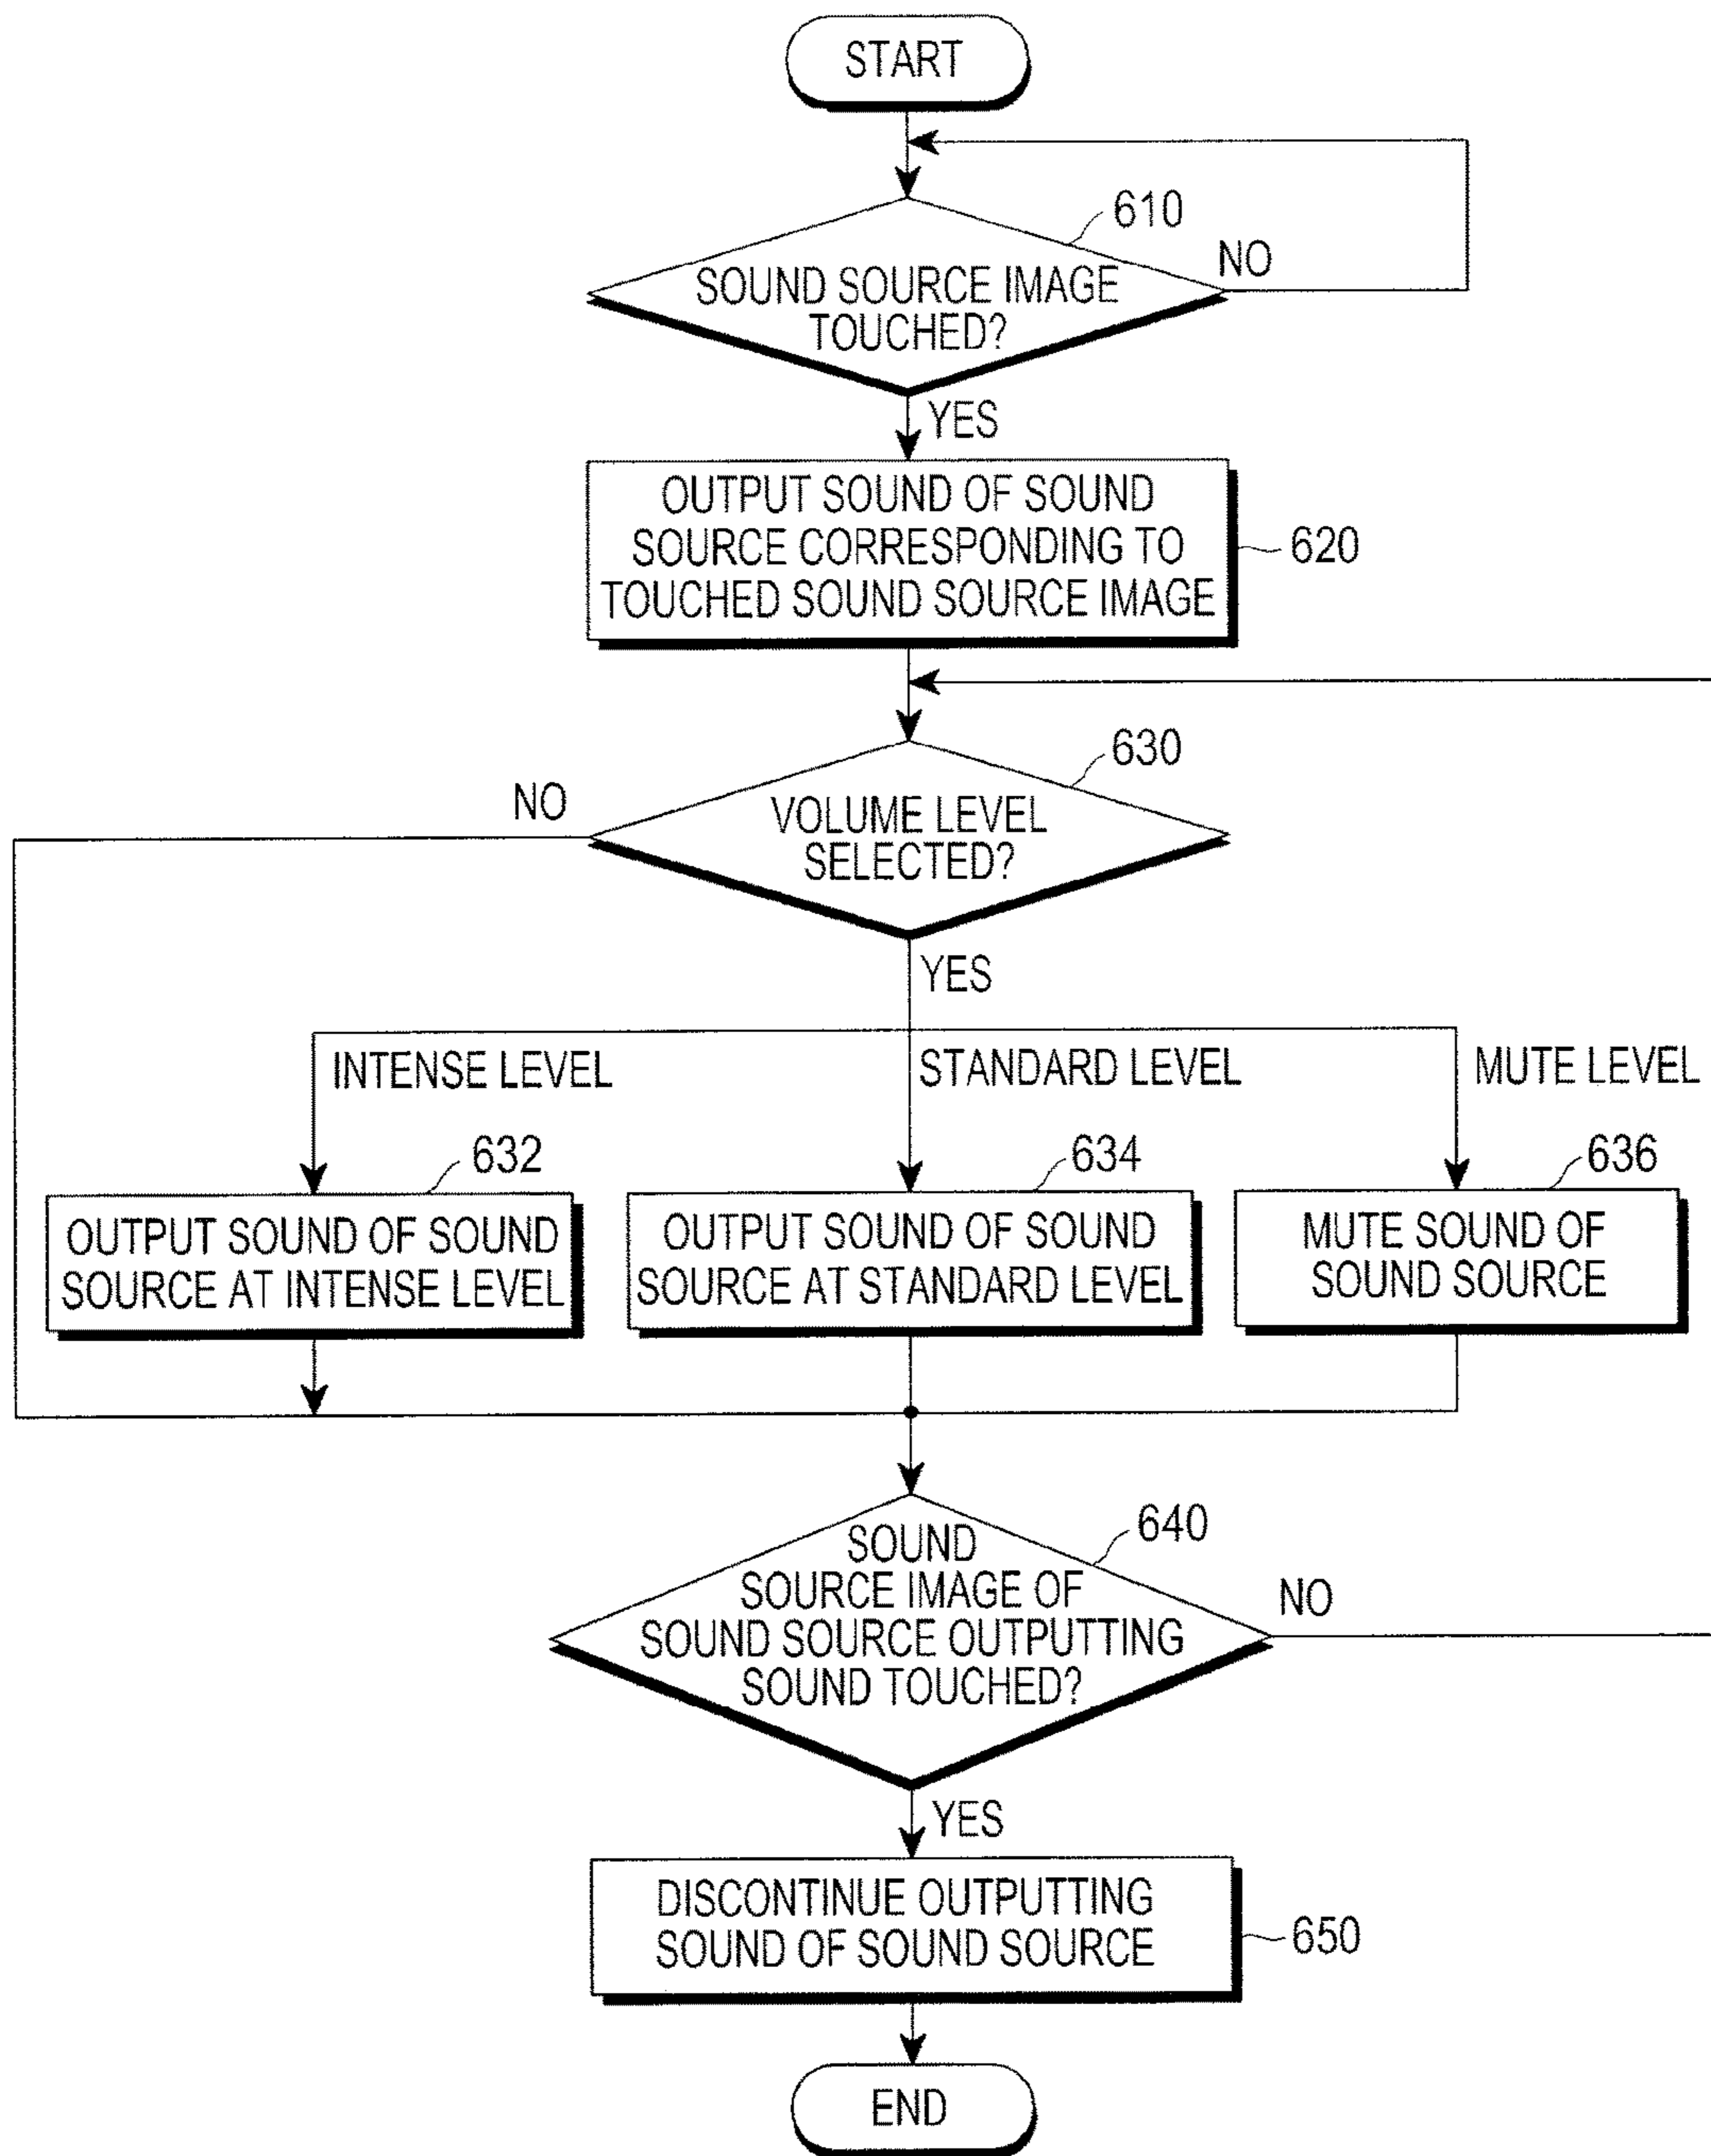 START
610
NO
SOUND SOURCE IMAGE
TOUCHED?
YES
OUTPUT SOUND OF SOUND
SOURCE CORRESPONDING TO
TOUCHED SOUND SOURCE IMAGE
620
630
NO
VOLUME LEVEL
SELECTED?
YES
INTENSE LEVEL
STANDARD LEVEL
MUTE LEVEL
632
634
636
OUTPUT SOUND OF SOUND
SOURCE AT INTENSE LEVEL
OUTPUT SOUND OF SOUND
SOURCE AT STANDARD LEVEL
MUTE SOUND OF
SOUND SOURCE
640
SOUND
SOURCE IMAGE OF
SOUND SOURCE OUTPUTTING
SOUND TOUCHED?
NO
YES
DISCONTINUE OUTPUTTING
SOUND OF SOUND SOURCE
650
END